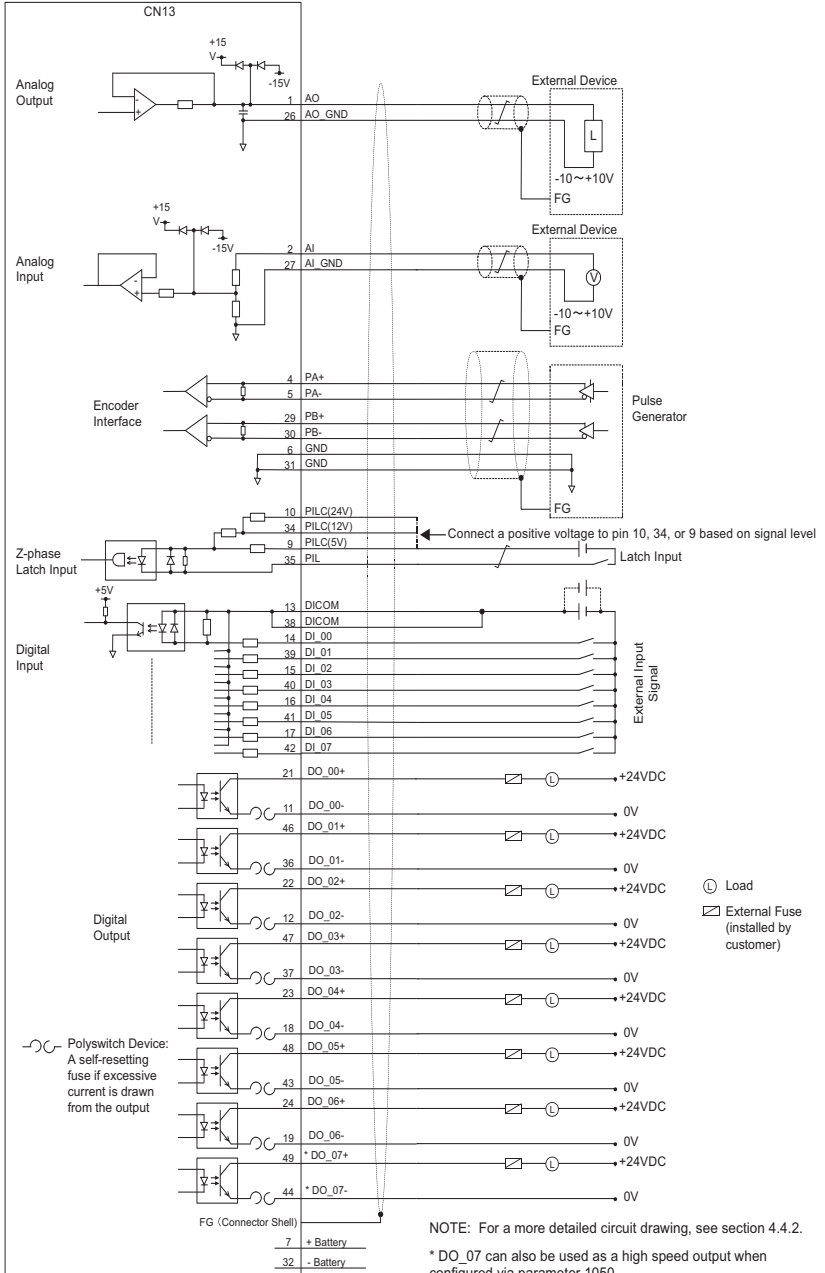 CN13
+15
V
-15V
Analog
Output
1 AO
26 AO_GND
External Device
L
-10～+10V
FG
+15
V
-15V
Analog
Input
2 AI
27 AI_GND
External Device
V
-10～+10V
FG
Encoder
Interface
4 PA+
5 PA-
29 PB+
30 PB-
6 GND
31 GND
Pulse
Generator
FG
Z-phase
Latch Input
10 PILC(24V)
34 PILC(12V)
9 PILC(5V)
35 PIL
Connect a positive voltage to pin 10, 34, or 9 based on signal level
Latch Input
+5V
Digital
Input
13 DICOM
38 DICOM
14 DI_00
39 DI_01
15 DI_02
40 DI_03
16 DI_04
41 DI_05
17 DI_06
42 DI_07
External Input
Signal
Digital
Output
21 DO_00+ L +24VDC
11 DO_00- 0V
46 DO_01+ L +24VDC
36 DO_01- 0V
22 DO_02+ L +24VDC
12 DO_02- 0V
47 DO_03+ L +24VDC
37 DO_03- 0V
23 DO_04+ L +24VDC
18 DO_04- 0V
48 DO_05+ L +24VDC
43 DO_05- 0V
24 DO_06+ L +24VDC
19 DO_06- 0V
49 * DO_07+ L +24VDC
44 * DO_07- 0V
L Load
External Fuse
(installed by
customer)
Polyswitch Device:
A self-resetting
fuse if excessive
current is drawn
from the output
FG (Connector Shell)
7 + Battery
32 - Battery
NOTE: For a more detailed circuit drawing, see section 4.4.2.
* DO_07 can also be used as a high speed output when
configured via parameter 1050